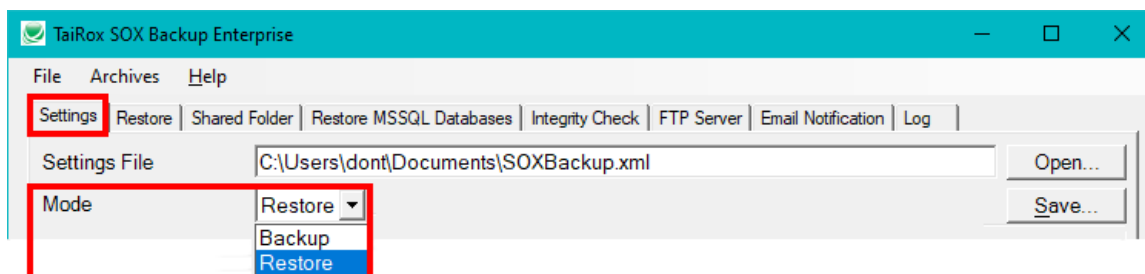 TaiRox SOX Backup Enterprise
File Archives Help
Settings Restore Shared Folder Restore MSSQL Databases Integrity Check FTP Server Email Notification Log
Settings File C:\Users\dont\Documents\SOXBackup.xml Open...
Mode Restore Save...
Backup
Restore